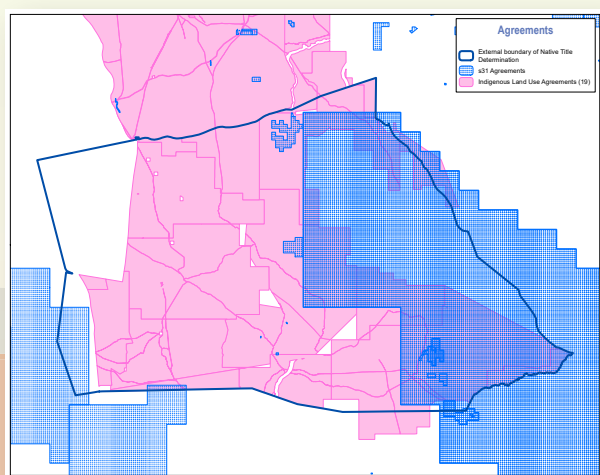 Agreements
External boundary of Native Title
Determination
s31 Agreements
Indigenous Land Use Agreements (19)